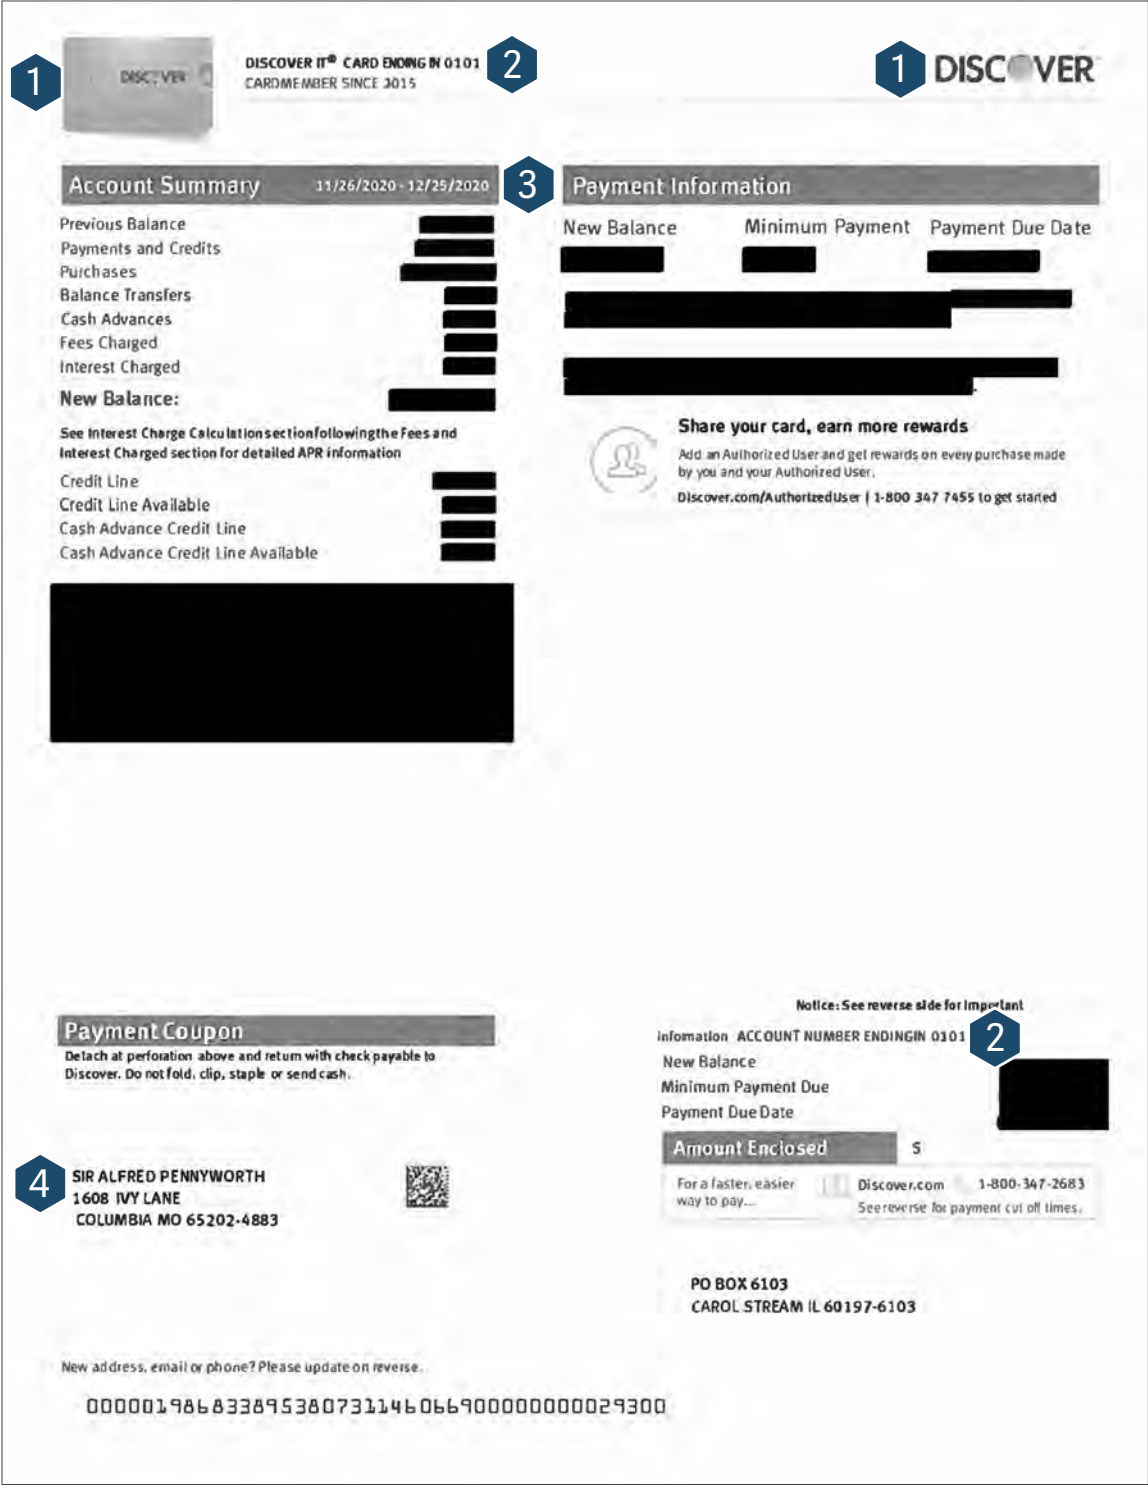 1
DISCOVER
DISCOVER IT® CARD ENDING IN 0101
2
CARDMEMBER SINCE 2015
1
DISCOVER
Account Summary 11/26/2020 - 12/25/2020
3
Previous Balance
Payments and Credits
Purchases
Balance Transfers
Cash Advances
Fees Charged
Interest Charged
New Balance:
See Interest Charge Calculation section following the Fees and
Interest Charged section for detailed APR information
Credit Line
Credit Line Available
Cash Advance Credit Line
Cash Advance Credit Line Available
Payment Information
New Balance Minimum Payment Payment Due Date
Share your card, earn more rewards
Add an Authorized User and get rewards on every purchase made
by you and your Authorized User.
Discover.com/AuthorizedUser | 1-800 347 7455 to get started
Payment Coupon
Detach at perforation above and return with check payable to
Discover. Do not fold, clip, staple or send cash.
Notice: See reverse side for Important
Infomation ACCOUNT NUMBER ENDING IN 0101
2
New Balance
Minimum Payment Due
Payment Due Date
Amount Enclosed $
For a faster, easier
way to pay...
Discover.com 1-800-347-2683
See reverse for payment cut off times.
4
SIR ALFRED PENNYWORTH
1608 IVY LANE
COLUMBIA MO 65202-4883
PO BOX 6103
CAROL STREAM IL 60197-6103
New address, email or phone? Please update on reverse.
000001986833895380731146066900000000029300